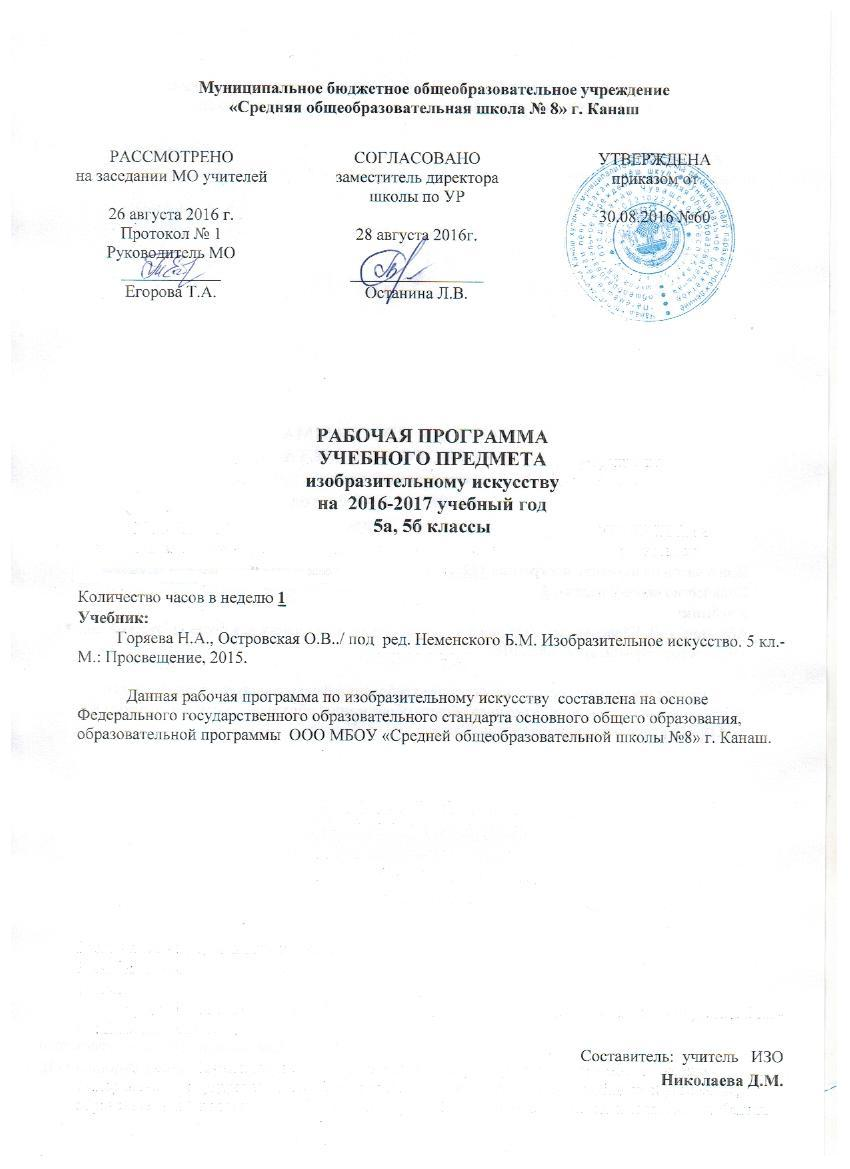 Муниципальное бюджетное общеобразовательное учреждение
«Средняя общеобразовательная школа № 8» г. Канаш
РАССМОТРЕНО
на заседании МО учителей
26 августа 2016 г.
Протокол № 1
Руководитель МО
Егорова Т.А.
СОГЛАСОВАНО
заместитель директора
школы по УР
28 августа 2016г.
Останина Л.В.
УТВЕРЖДЕНА
приказом от
30.08.2016 №60
РАБОЧАЯ ПРОГРАММА
УЧЕБНОГО ПРЕДМЕТА
изобразительному искусству
на 2016-2017 учебный год
5а, 5б классы
Количество часов в неделю 1
Учебник:
Горяева Н.А., Островская О.В../ под ред. Неменского Б.М. Изобразительное искусство. 5 кл.-
М.: Просвещение, 2015.
Данная рабочая программа по изобразительному искусству составлена на основе
Федерального государственного образовательного стандарта основного общего образования,
образовательной программы ООО МБОУ «Средней общеобразовательной школы №8» г. Канаш.
Составитель: учитель ИЗО
Николаева Д.М.